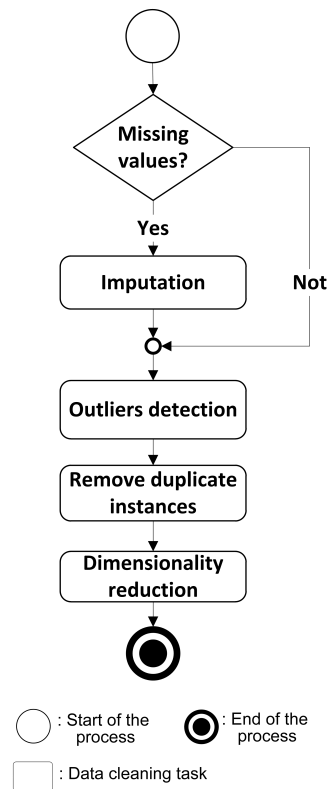 Missing
values?
Yes
Imputation
Not
Outliers detection
Remove duplicate
instances
Dimensionality
reduction
: Start of the
process
: End of the
process
: Data cleaning task